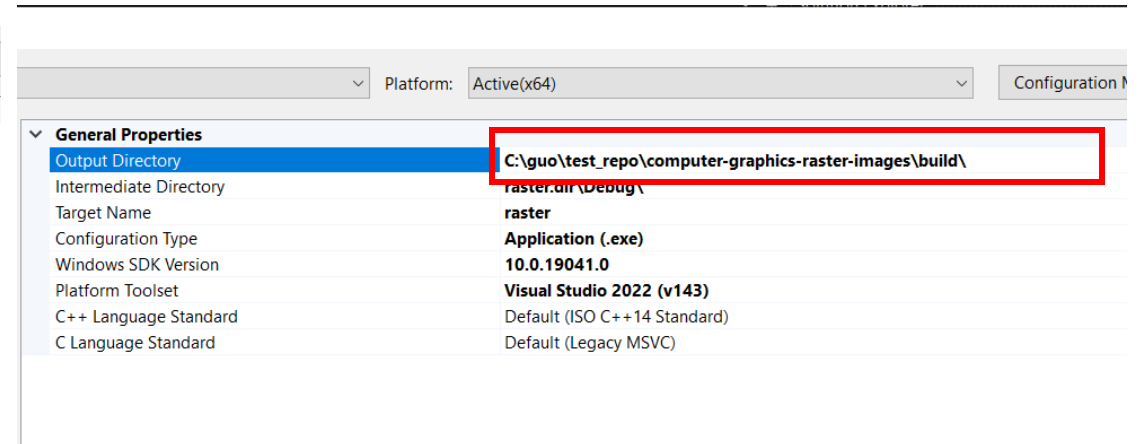 Platform: Active(x64) Configuration M
General Properties
Output Directory C:\guo\test_repo\computer-graphics-raster-images\build\
Intermediate Directory raster.dir\Debug\
Target Name raster
Configuration Type Application (.exe)
Windows SDK Version 10.0.19041.0
Platform Toolset Visual Studio 2022 (v143)
C++ Language Standard Default (ISO C++14 Standard)
C Language Standard Default (Legacy MSVC)